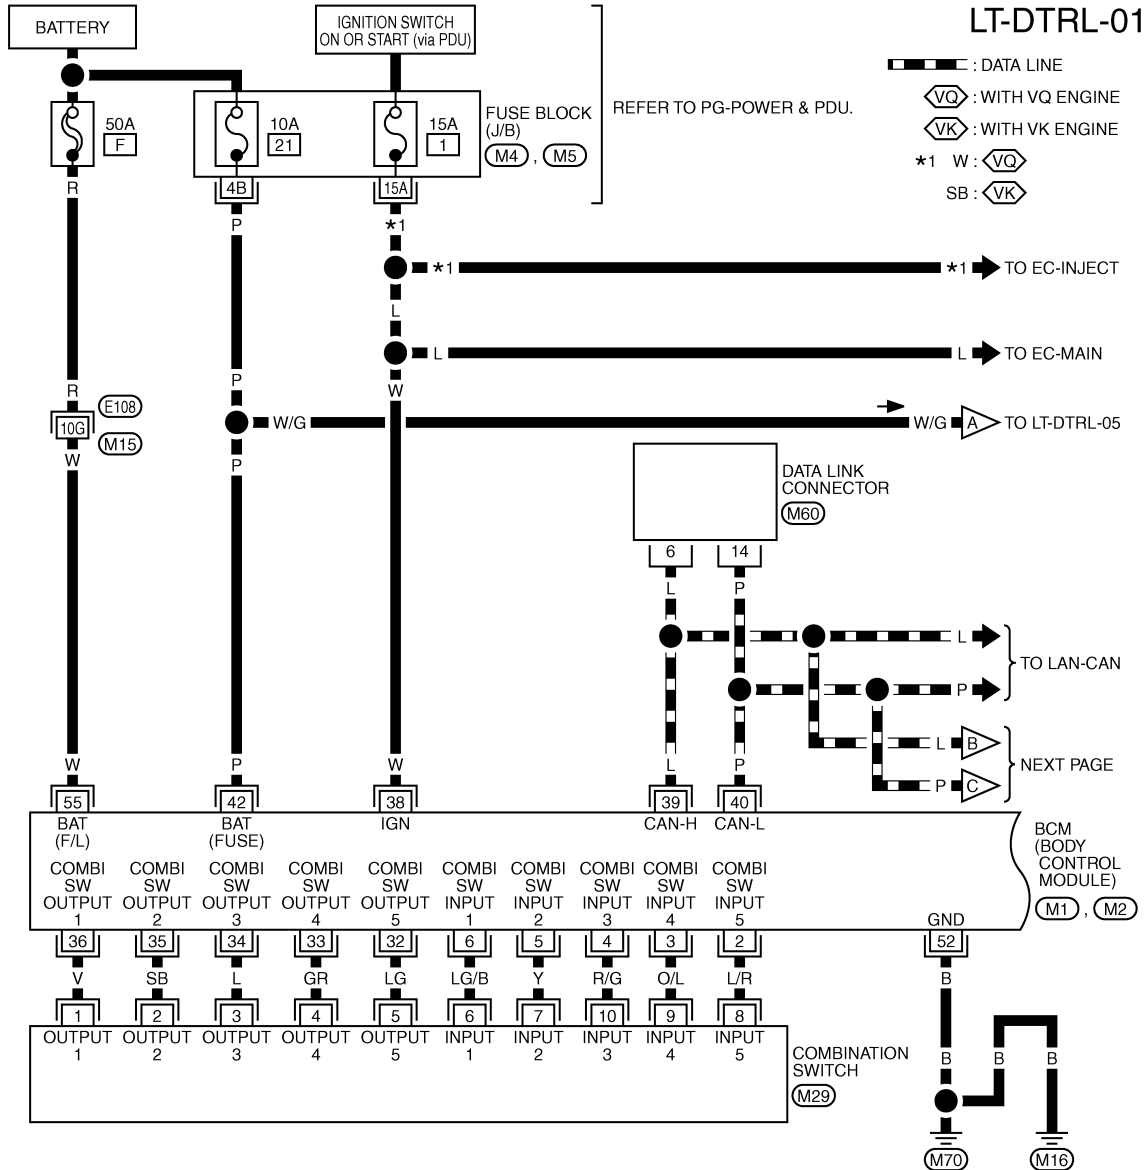 LT-DTRL-01
BATTERY
IGNITION SWITCH
ON OR START (via PDU)
: DATA LINE
VQ : WITH VQ ENGINE
VK : WITH VK ENGINE
*1 W : VQ
SB : VK
REFER TO PG-POWER & PDU.
50A
F
10A
21
15A
1
FUSE BLOCK
(J/B)
M4 , M5
4B
15A
R
P
*1
*1 *1 TO EC-INJECT
L
L L TO EC-MAIN
P
R
W
10G
E108
M15
W/G W/G A TO LT-DTRL-05
W
P
DATA LINK
CONNECTOR
M60
6 14
L P
L
TO LAN-CAN
P
L B
NEXT PAGE
P C
W P W L P
55 42 38 39 40
BAT
(F/L)
BAT
(FUSE)
IGN
CAN-H
CAN-L
BCM
(BODY
CONTROL
MODULE)
M1 , M2
COMBI COMBI COMBI COMBI COMBI COMBI COMBI COMBI COMBI COMBI
SW SW SW SW SW SW SW SW SW SW
OUTPUT OUTPUT OUTPUT OUTPUT OUTPUT INPUT INPUT INPUT INPUT INPUT
1 2 3 4 5 1 2 3 4 5
GND
36 35 34 33 32 6 5 4 3 2 52
V SB L GR LG LG/B Y R/G O/L L/R B
1 2 3 4 5 6 7 10 9 8
OUTPUT OUTPUT OUTPUT OUTPUT OUTPUT INPUT INPUT INPUT INPUT INPUT
1 2 3 4 5 1 2 3 4 5
COMBINATION
SWITCH
M29
B B B
M70 M16